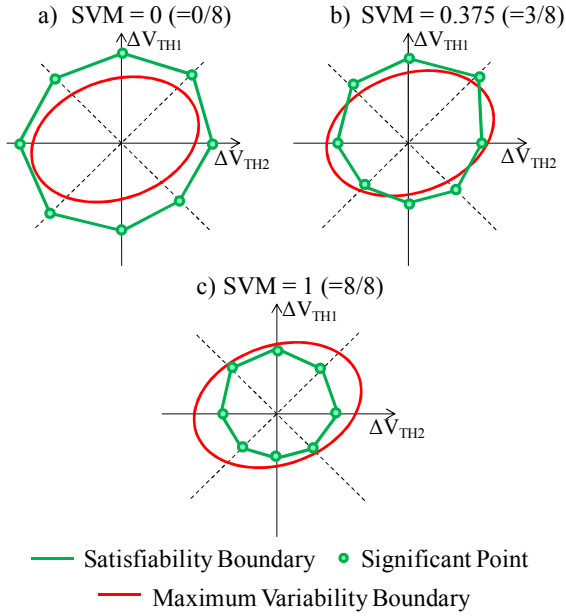 a) SVM = 0 (=0/8)
b) SVM = 0.375 (=3/8)
ΔV_TH1
ΔV_TH1
ΔV_TH2
ΔV_TH2
c) SVM = 1 (=8/8)
ΔV_TH1
ΔV_TH2
Satisfiability Boundary
Significant Point
Maximum Variability Boundary